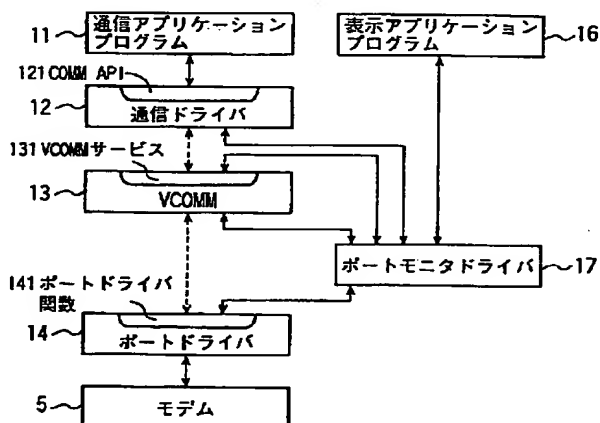 11
通信アプリケーション
プログラム
表示アプリケーション
プログラム
16
121 COMM API
12
通信ドライバ
131 VCOMMサービス
13
VCOMM
ポートモニタドライバ
17
141 ポートドライバ
関数
14
ポートドライバ
5
モデム